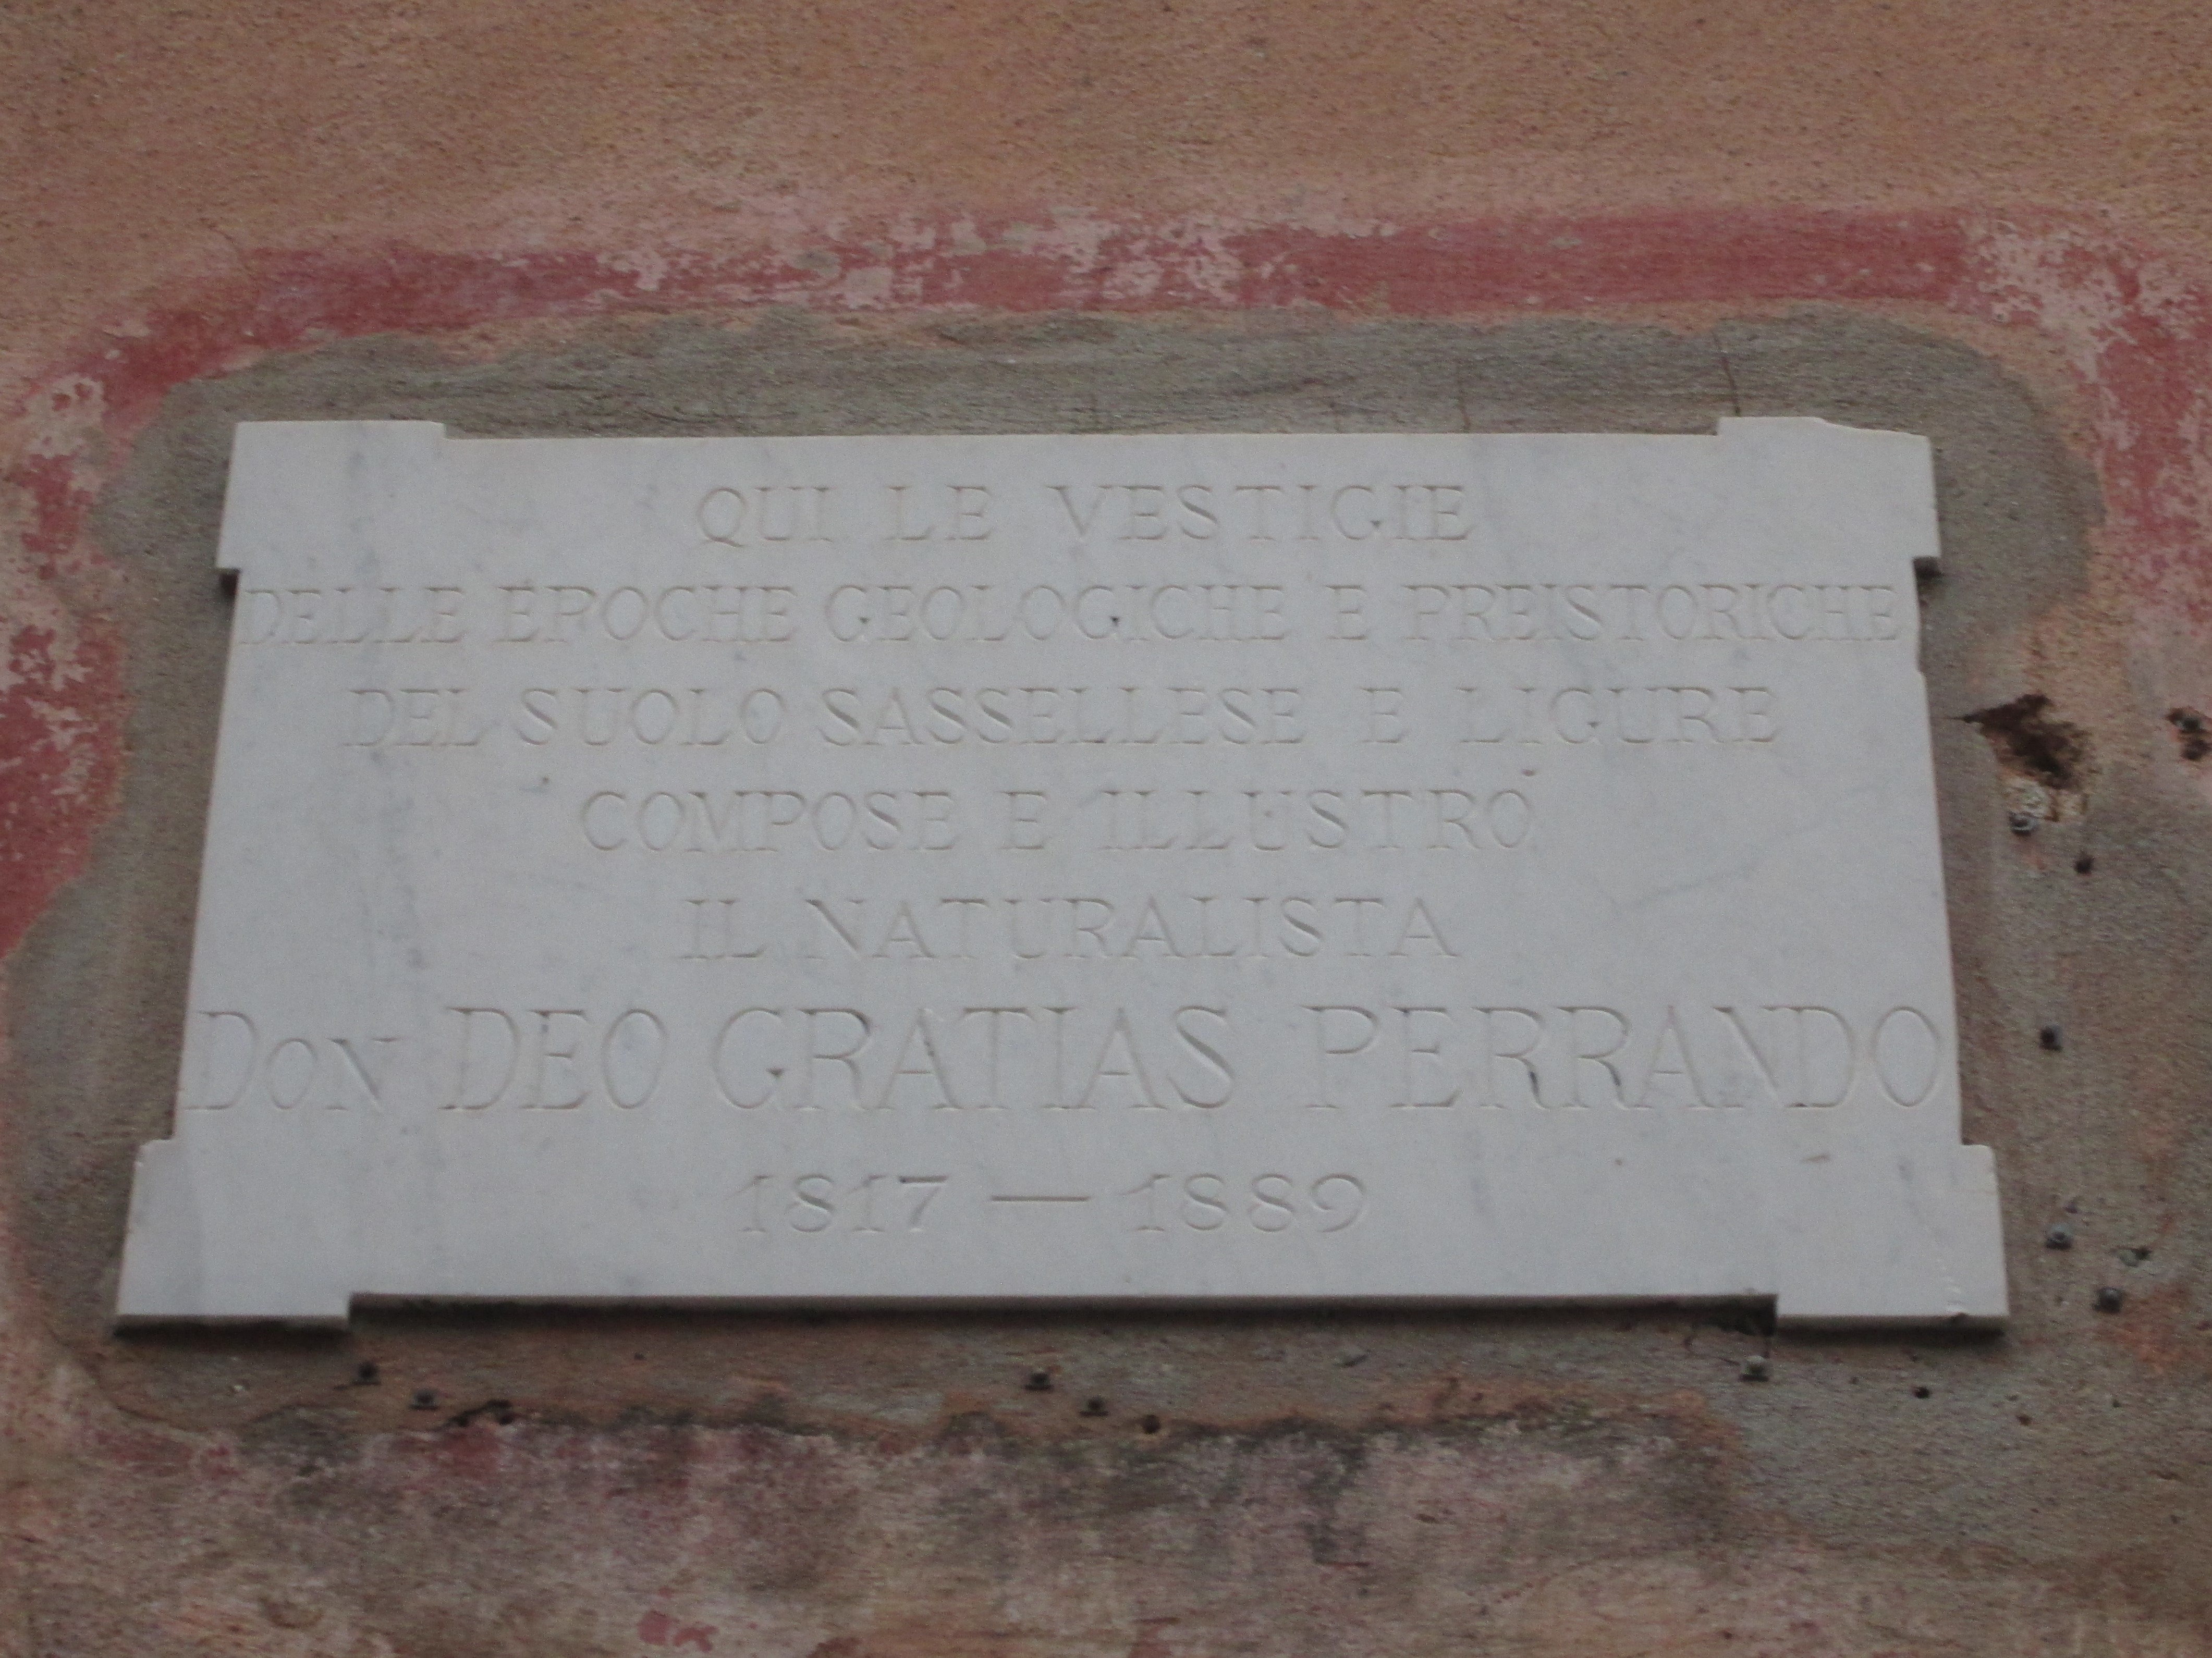 QUI LE VESTIGIE
DELLE EPOCHE GEOLOGICHE E PREISTORICHE
DEL SUOLO SASSELLESE E LIGURE
COMPOSE E ILLUSTRÒ
IL NATURALISTA
DON DEO GRATIAS PERRANDO
1817 — 1889